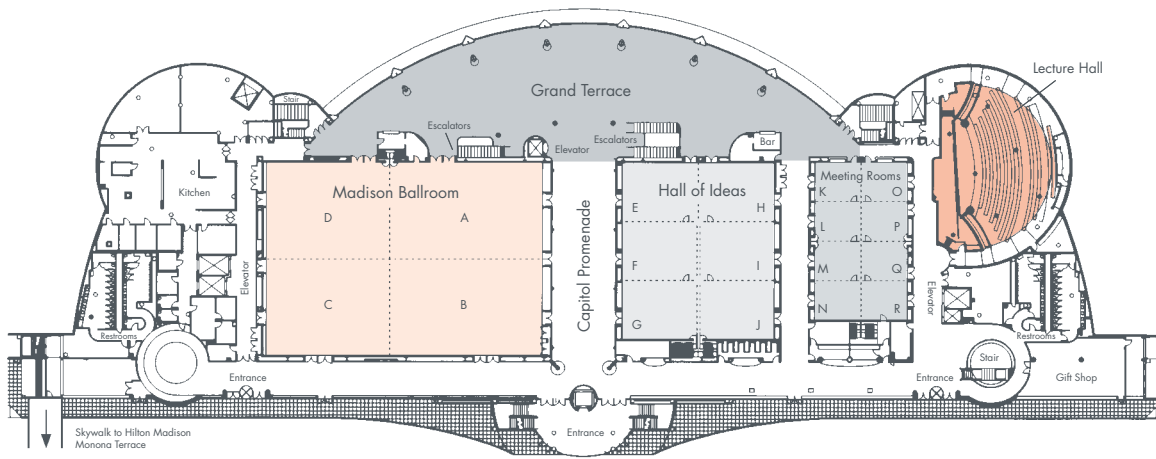 Lecture Hall
Grand Terrace
Stair
Escalators
Escalators
Elevator
Bar
Kitchen
Madison Ballroom
D
A
C
B
Capitol Promenade
Hall of Ideas
E
H
F
I
G
J
Meeting Rooms
K
O
L
P
M
Q
N
R
Elevator
Elevator
Restrooms
Restrooms
Entrance
Entrance
Stair
Gift Shop
Entrance
Skywalk to Hilton Madison
Monona Terrace